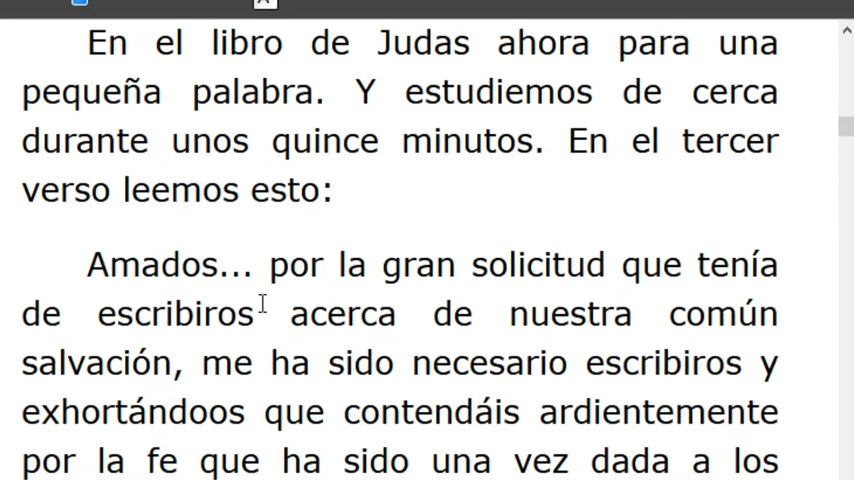 En el libro de Judas ahora para una
pequeña palabra. Y estudiemos de cerca
durante unos quince minutos. En el tercer
verso leemos esto:
Amados... por la gran solicitud que tenía
de escribiros acerca de nuestra común
salvación, me ha sido necesario escribiros y
exhortándoos que contendáis ardientemente
por la fe que ha sido una vez dada a los